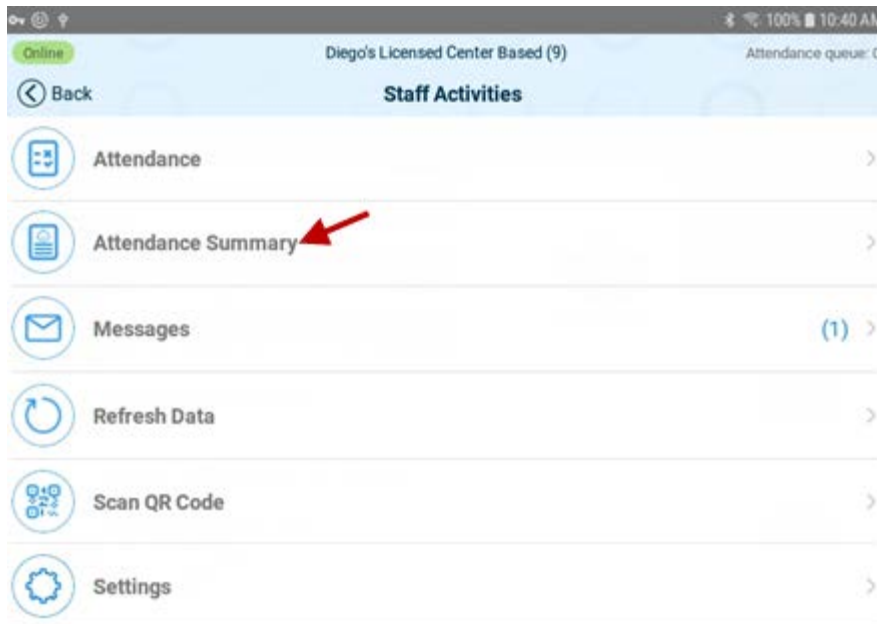 100% 10:40 AM
Online
Diego's Licensed Center Based (9)
Attendance queue:
Back
Staff Activities
Attendance
Attendance Summary
Messages
(1)
Refresh Data
Scan QR Code
Settings